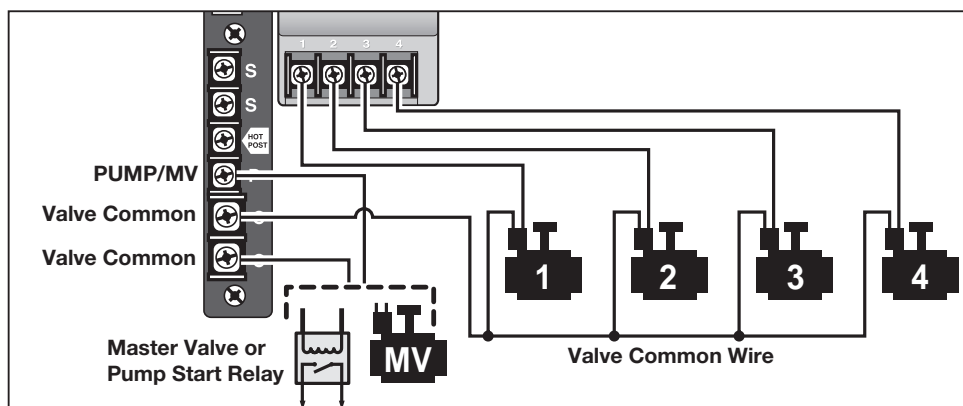 1 2 3 4
S
S
HOT
POST
PUMP/MV
P
Valve Common
C
Valve Common
C
1 2 3 4
Master Valve or
Pump Start Relay
MV
Valve Common Wire